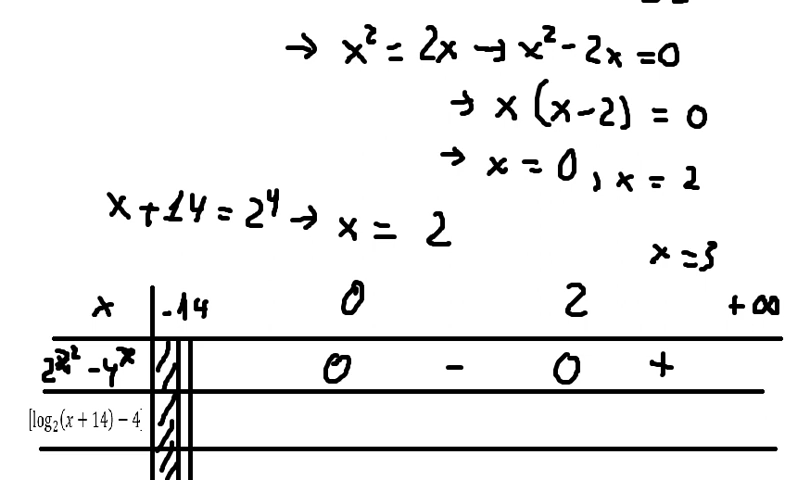 → x² = 2x → x² - 2x = 0
→ x (x-2) = 0
→ x = 0, x = 2
x + 14 = 2⁴ → x = 2
x = 3
x -14 0 2 +∞
2^x² - 4^x 0 - 0 +
[log₂(x + 14) − 4]